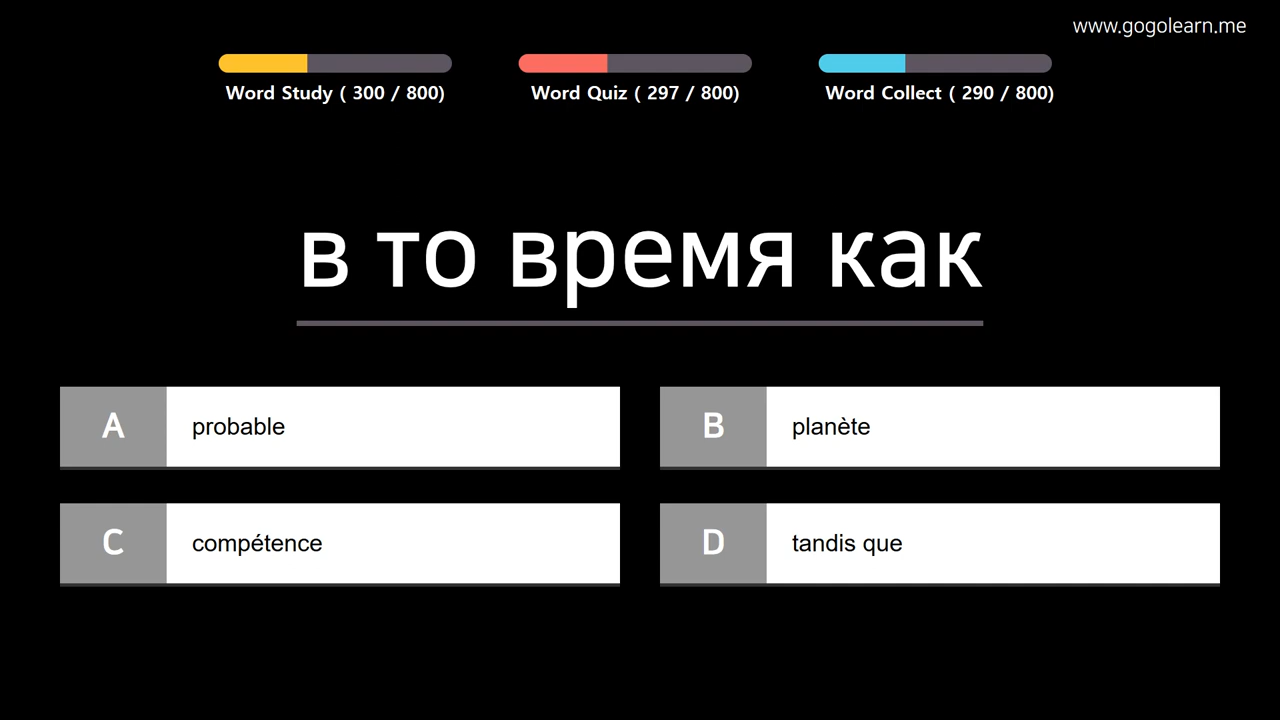 www.gogolearn.me
Word Study ( 300 / 800)
Word Quiz ( 297 / 800)
Word Collect ( 290 / 800)
в то время как
A probable
B planète
C compétence
D tandis que